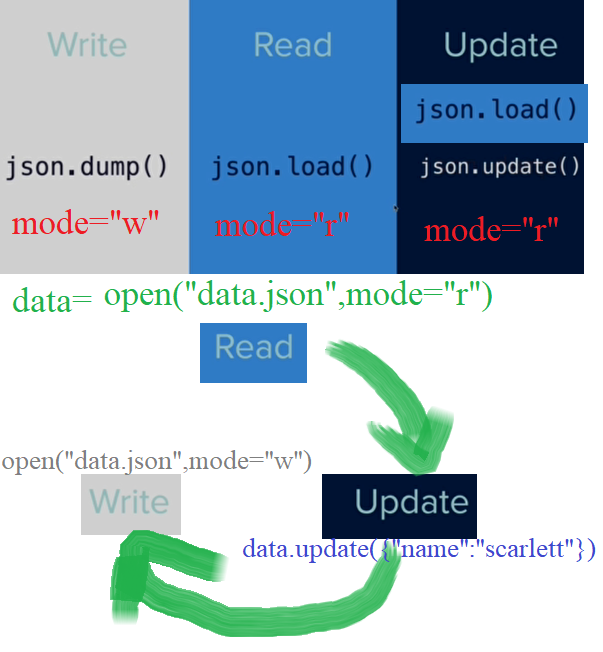 Write Read Update
json.load()
json.dump() json.load() json.update()
mode="w" mode="r" mode="r"
data= open("data.json",mode="r")
Read
open("data.json",mode="w")
Write Update
data.update({"name":"scarlett"})